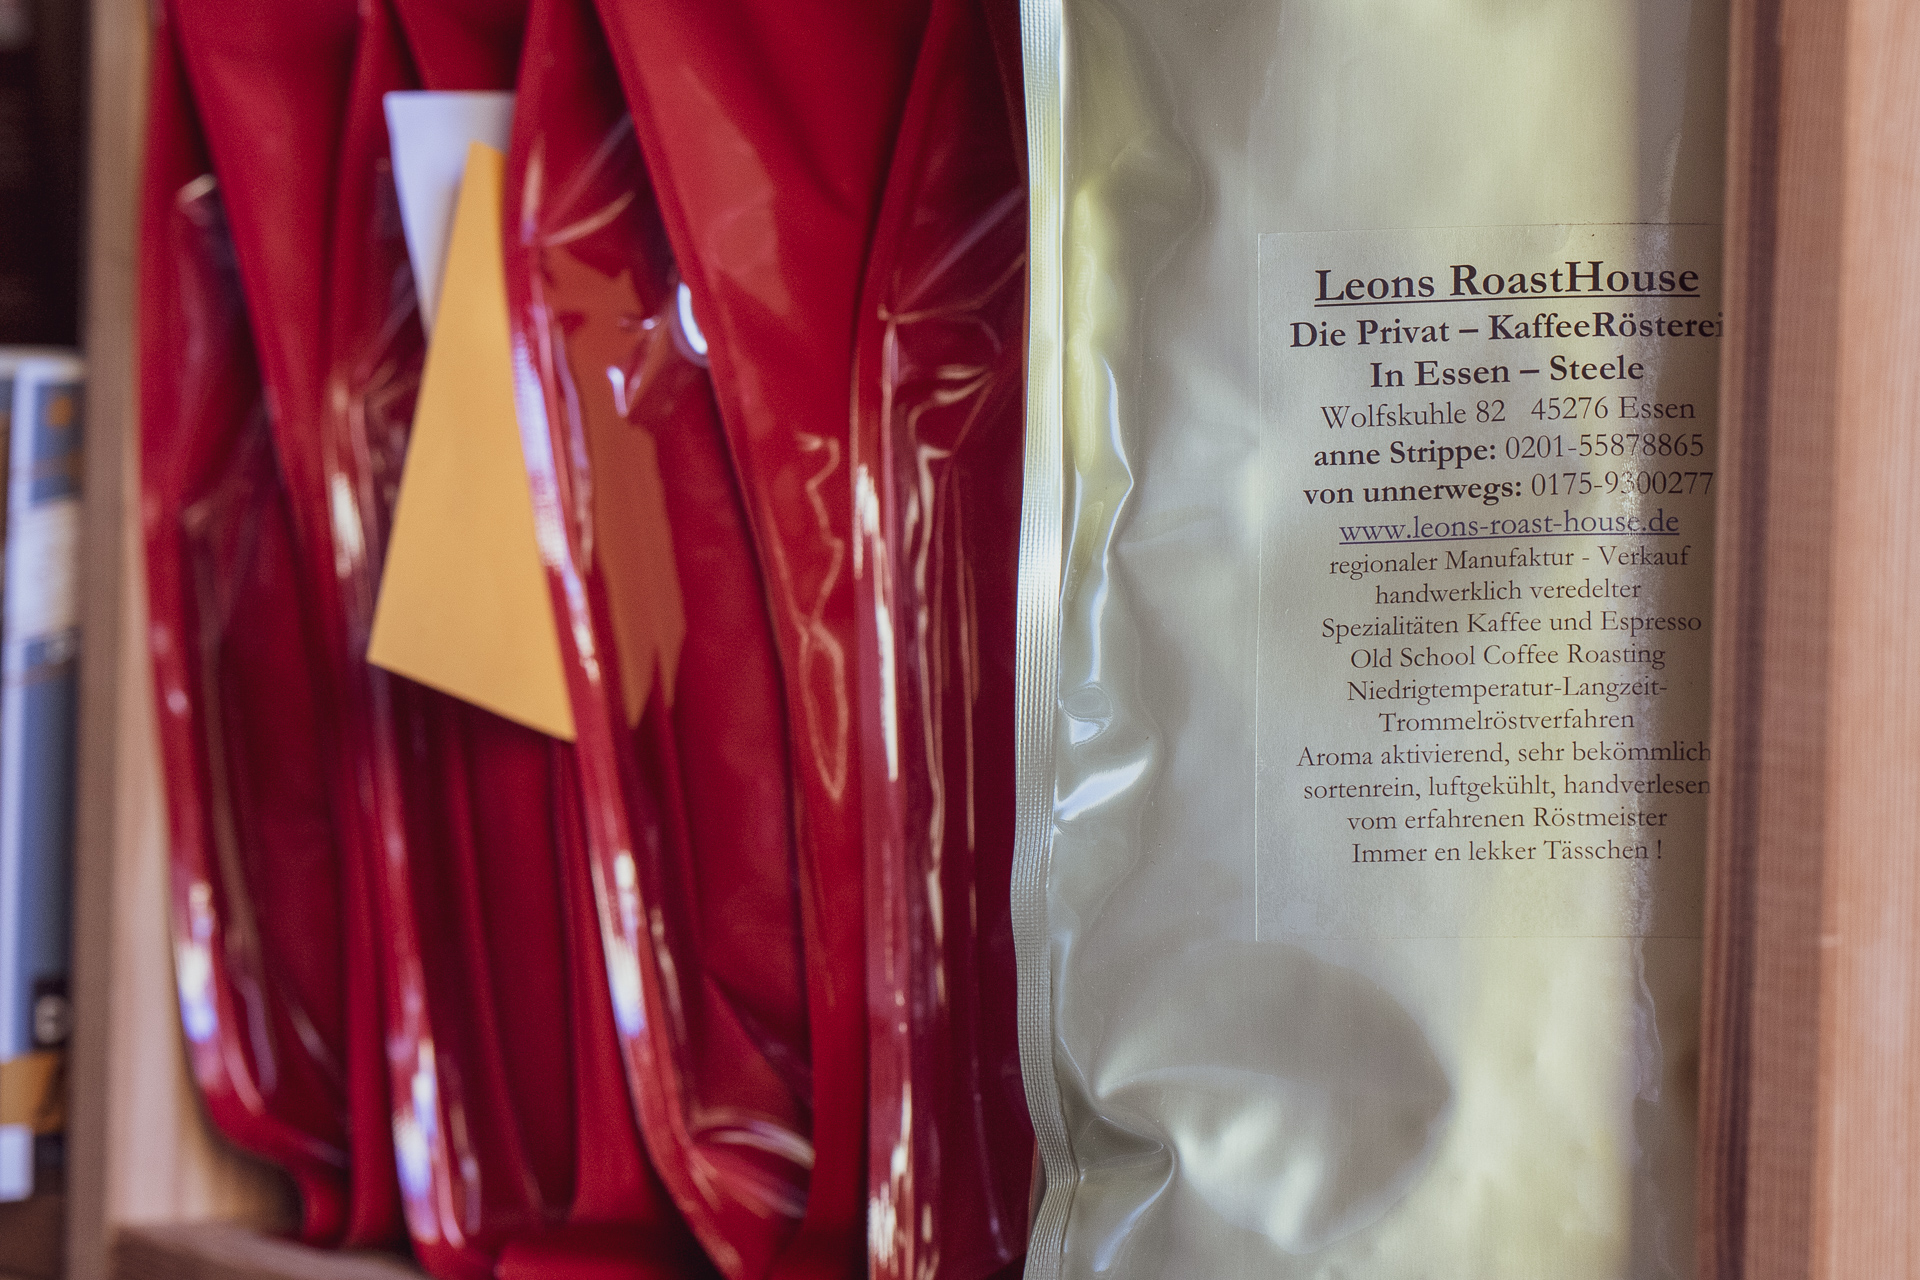 Leons RoastHouse
Die Privat – KaffeeRösterei
In Essen – Steele
Wolfskuhle 82 45276 Essen
anne Strippe: 0201-55878865
von unnerwegs: 0175-9300277
www.leons-roast-house.de
regionaler Manufaktur - Verkauf
handwerklich veredelter
Spezialitäten Kaffee und Espresso
Old School Coffee Roasting
Niedrigtemperatur-Langzeit-
Trommelröstverfahren
Aroma aktivierend, sehr bekömmlich
sortenrein, luftgekühlt, handverlesen
vom erfahrenen Röstmeister
Immer en lekker Tässchen !